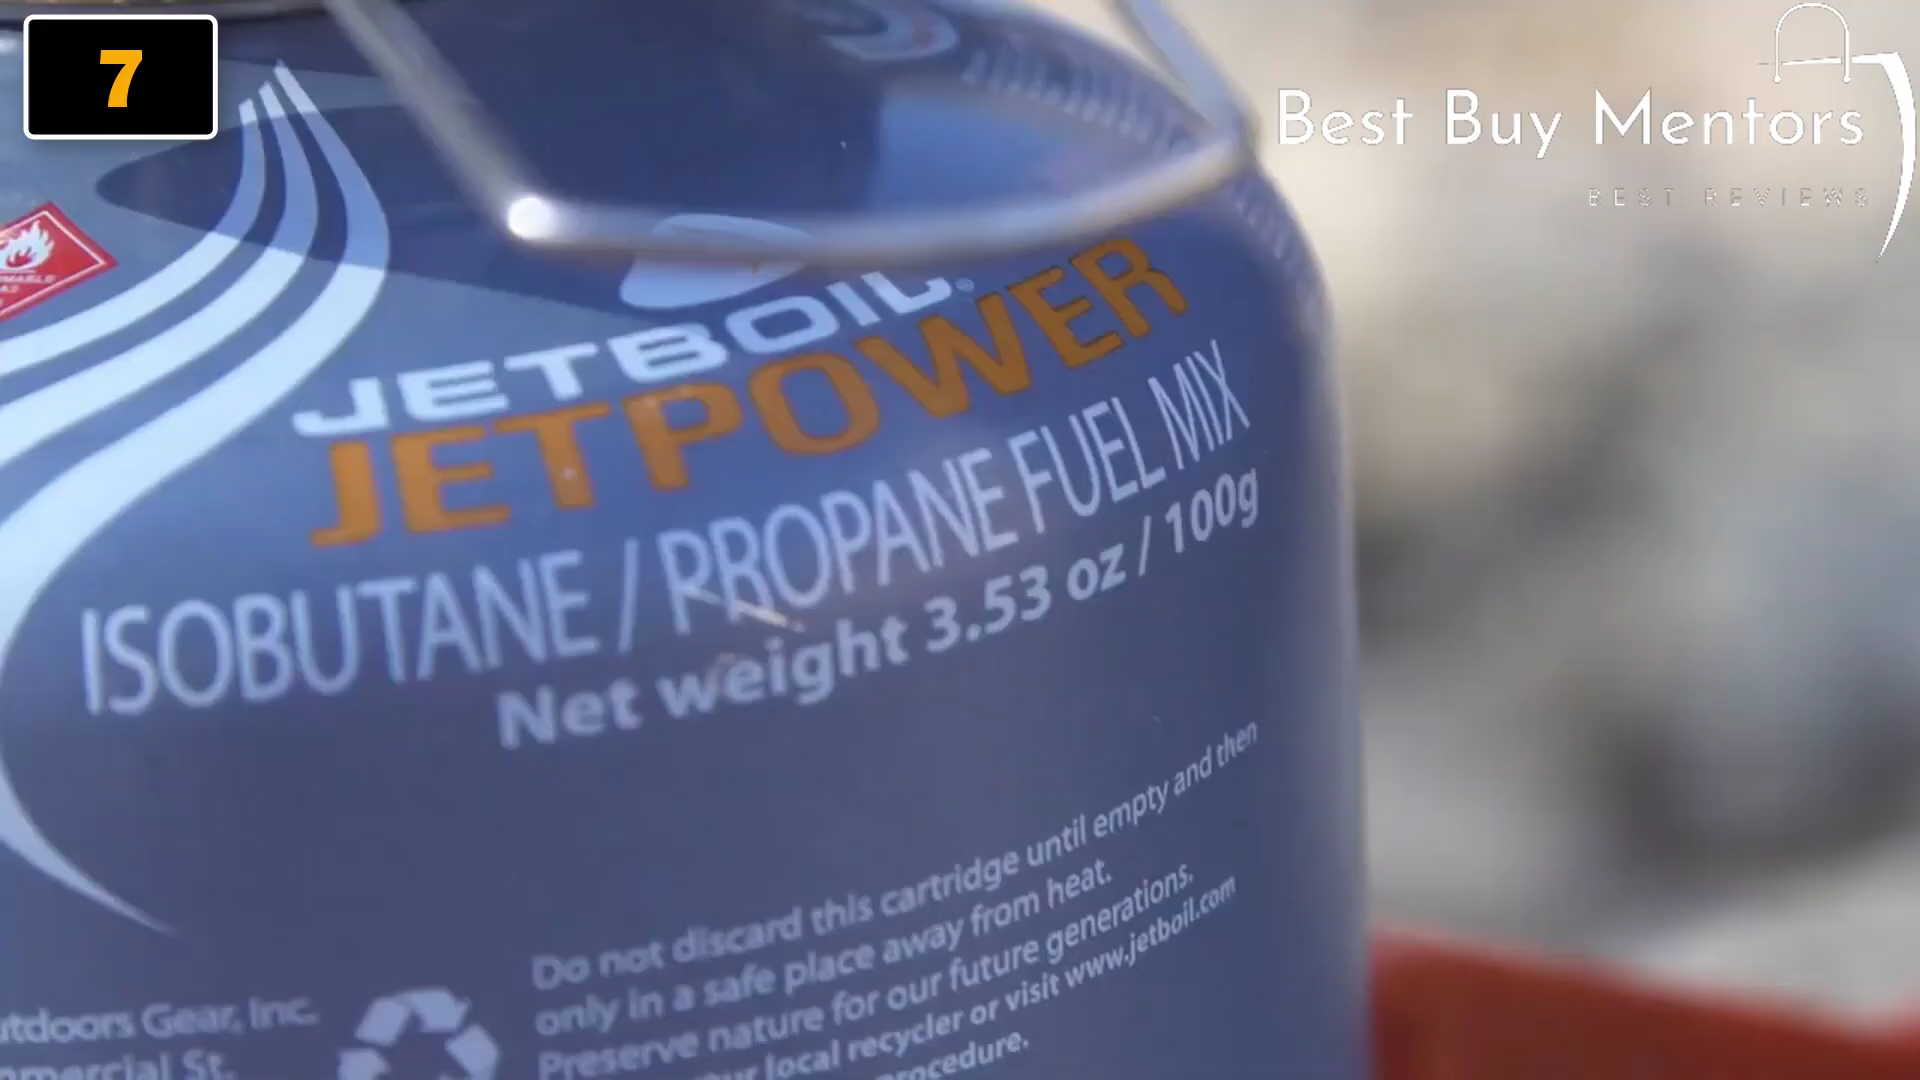 7
Best Buy Mentors
BEST REVIEWS
JETBOIL®
JETPOWER
ISOBUTANE / PROPANE FUEL MIX
Net weight 3.53 oz / 100g
Do not discard this cartridge until empty and then
only in a safe place away from heat.
Preserve nature for our future generations.
local recycler or visit www.jetboil.com
procedure.
Gear, Inc.
St.